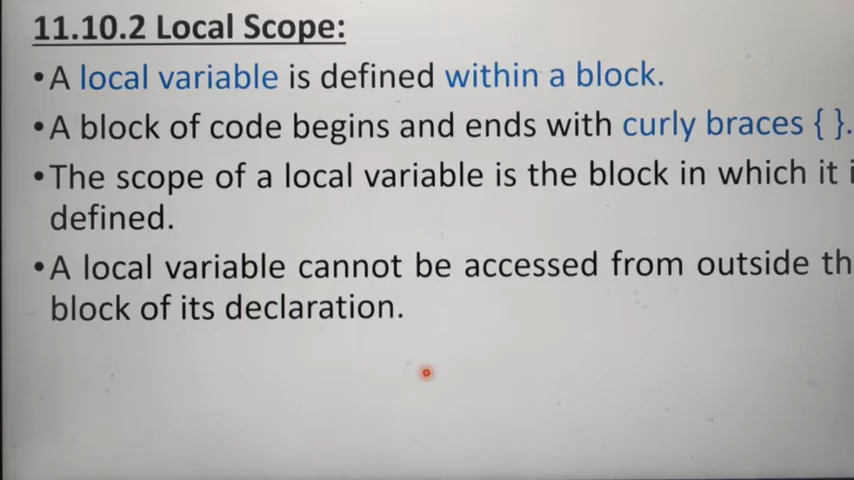 11.10.2 Local Scope:
•A local variable is defined within a block.
•A block of code begins and ends with curly braces { }.
•The scope of a local variable is the block in which it i
defined.
•A local variable cannot be accessed from outside th
block of its declaration.